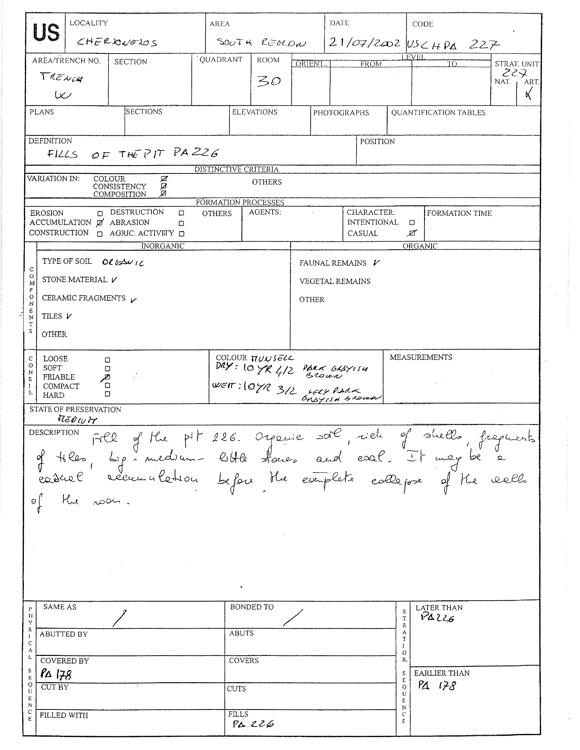 US
LOCALITY
CHERSONESOS
AREA
SOUTH REGION
DATE
21/07/2002
CODE
USCHPA 227
AREA/TRENCH NO.
TRENCH
W
SECTION
QUADRANT
ROOM
30
LEVEL
ORIENT. FROM TO
STRAT. UNIT
227
NAT. ART.
PLANS
SECTIONS
ELEVATIONS
PHOTOGRAPHS
QUANTIFICATION TABLES
DEFINITION
FILLS OF THE PIT PA226
POSITION
DISTINCTIVE CRITERIA
VARIATION IN: COLOUR
CONSISTENCY
COMPOSITION
OTHERS
FORMATION PROCESSES
EROSION DESTRUCTION
ACCUMULATION ABRASION
CONSTRUCTION AGRIC. ACTIVITY
OTHERS
AGENTS:
CHARACTER:
INTENTIONAL
CASUAL
FORMATION TIME
COMPONENTS
INORGANIC
TYPE OF SOIL ORGANIC
STONE MATERIAL V
CERAMIC FRAGMENTS V
TILES V
OTHER
ORGANIC
FAUNAL REMAINS V
VEGETAL REMAINS
OTHER
CONSIS.
LOOSE
SOFT
FRIABLE
COMPACT
HARD
COLOUR MUNSELL
DRY: 10 YR 4/2 DARK GRAYISH
BROWN
WET: 10YR 3/2 VERY DARK
GRAYISH BROWN
MEASUREMENTS
STATE OF PRESERVATION
MEDIUM
DESCRIPTION Fill of the pit 226. Organic soil, rich of shells, fragments
of tiles, big-medium-little stones and coal. It may be a
casual accumulation before the complete collapse of the walls
of the room.
PHYSICAL SEQUENCE
SAME AS /
BONDED TO /
ABUTTED BY
ABUTS
COVERED BY
PA 178
COVERS
CUT BY
CUTS
FILLED WITH
FILLS
PA 226
STRATIGR. SEQUENCE
LATER THAN
PA226
EARLIER THAN
PA 178